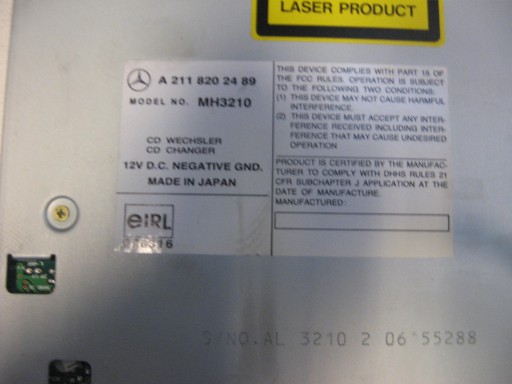 LASER PRODUCT
A 211 820 24 89
MODEL NO. MH3210
CD WECHSLER
CD CHANGER
12V D.C. NEGATIVE GND.
MADE IN JAPAN
eIRL
THIS DEVICE COMPLIES WITH PART 15 OF
THE FCC RULES. OPERATION IS SUBJECT
TO THE FOLLOWING TWO CONDITIONS:
(1) THIS DEVICE MAY NOT CAUSE HARMFUL
INTERFERENCE.
(2) THIS DEVICE MUST ACCEPT ANY INTER-
FERENCE RECEIVED INCLUDING INTER-
FERENCE THAT MAY CAUSE UNDESIRED
OPERATION.
PRODUCT IS CERTIFIED BY THE MANUFAC-
TURER TO COMPLY WITH DHHS RULES 21
CFR SUBCHAPTER J APPLICATION AT THE
DATE OF MANUFACTURE.
MANUFACTURED:
S/NO.AL 3210 2 06 55288